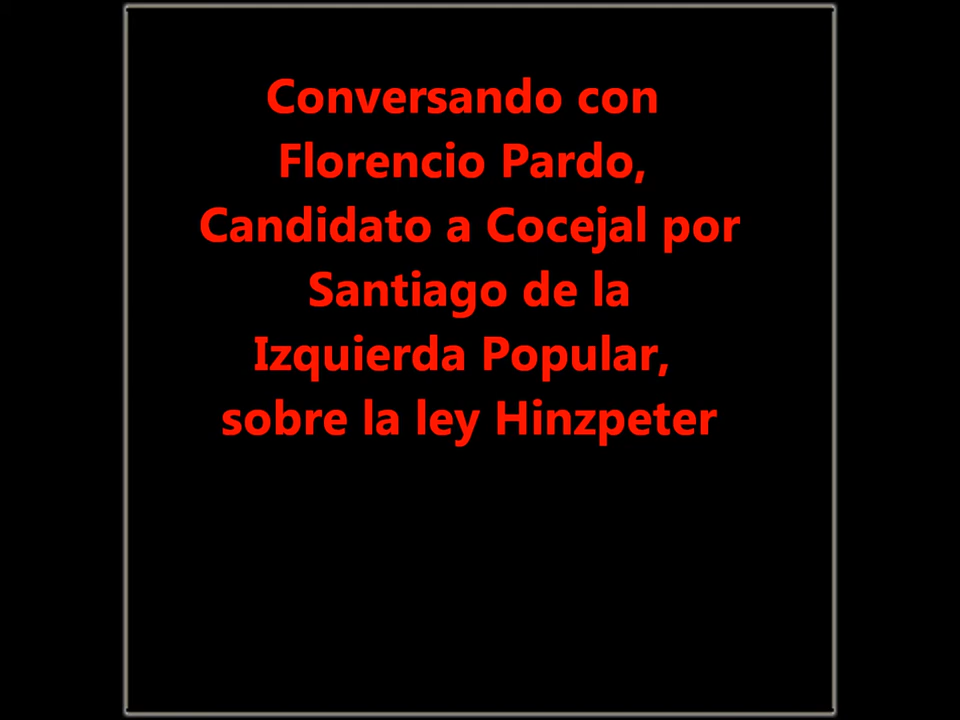 Conversando con
Florencio Pardo,
Candidato a Cocejal por
Santiago de la
Izquierda Popular,
sobre la ley Hinzpeter